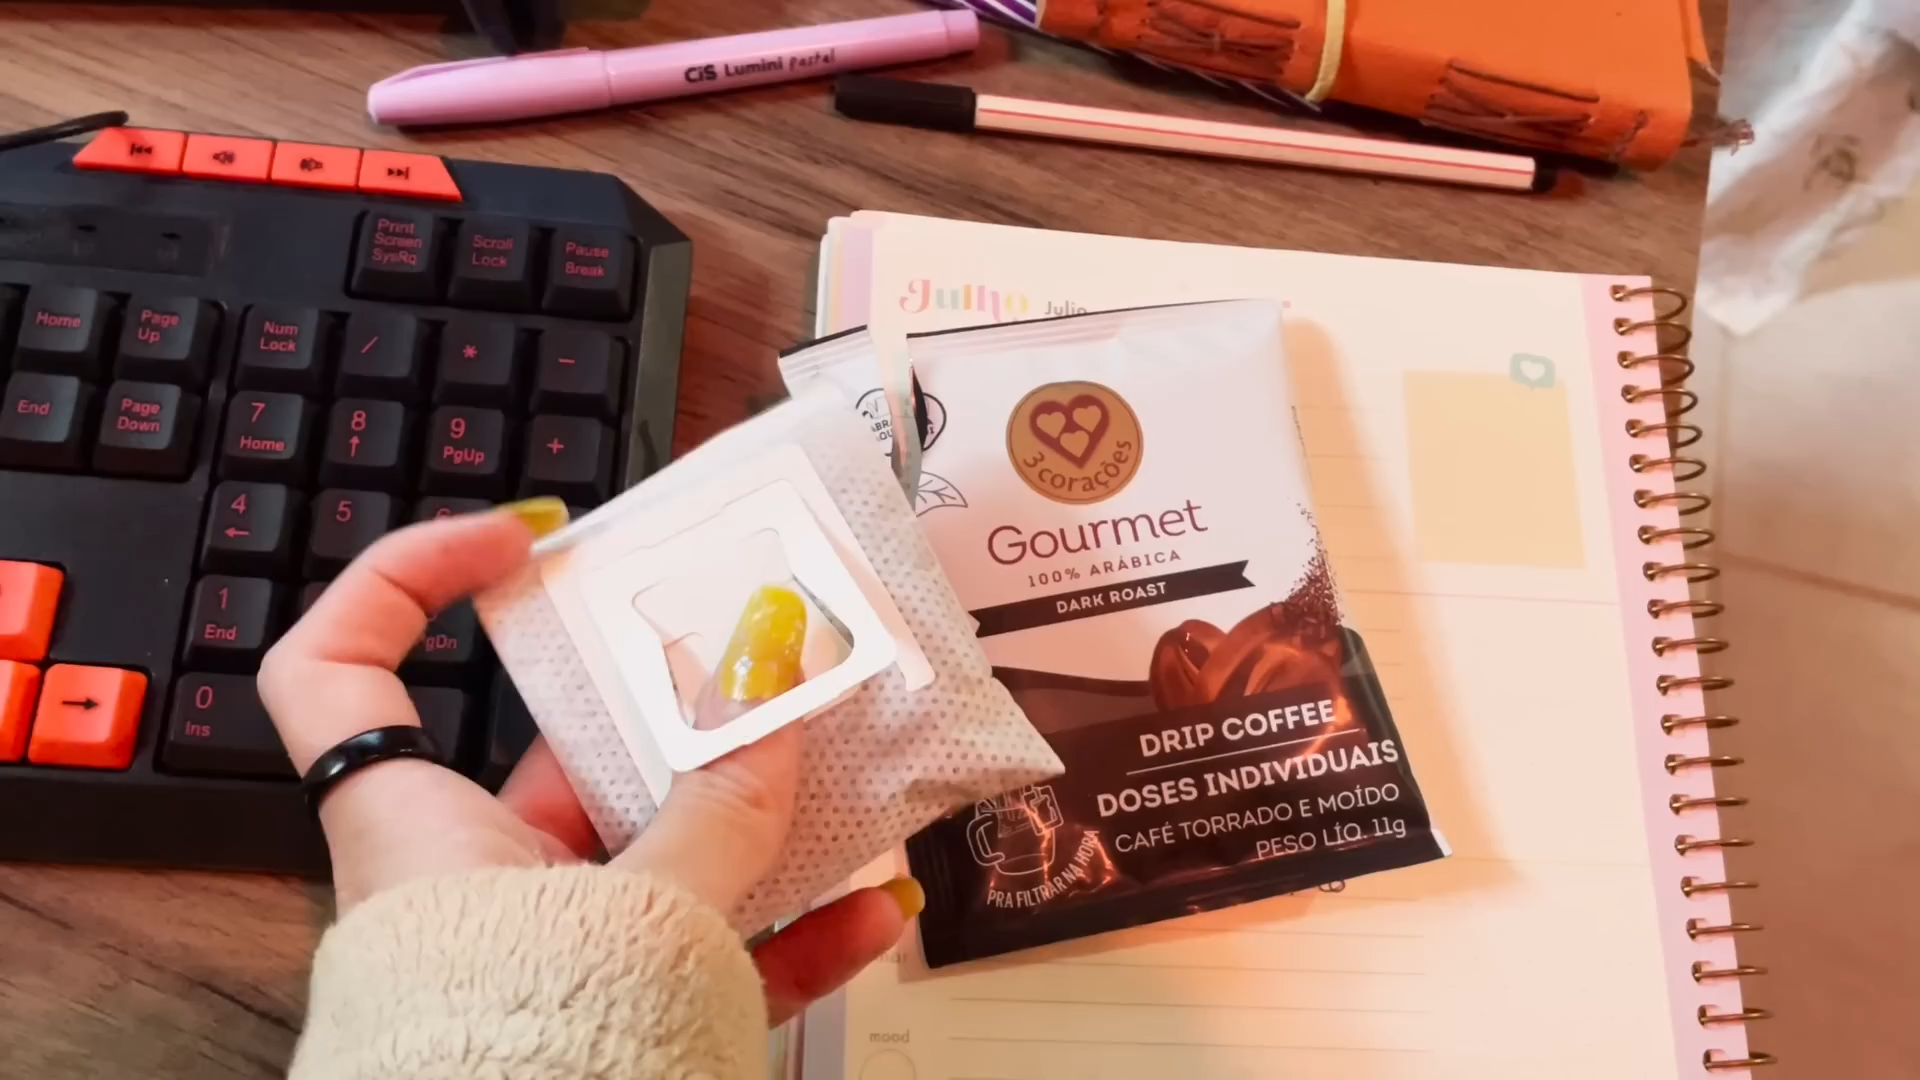 CiS Lumini pastel
Print Screen SysRq
Scroll Lock
Pause Break
Home
Page Up
Num Lock
/
*
-
End
Page Down
7 Home
8 ↑
9 PgUp
+
4 ←
5
1 End
gDn
0 Ins
→
Julho Julio
3 corações
Gourmet
100% ARÁBICA
DARK ROAST
DRIP COFFEE
DOSES INDIVIDUAIS
CAFÉ TORRADO E MOÍDO
PESO LÍQ. 11g
PRA FILTRAR NA HORA
mood